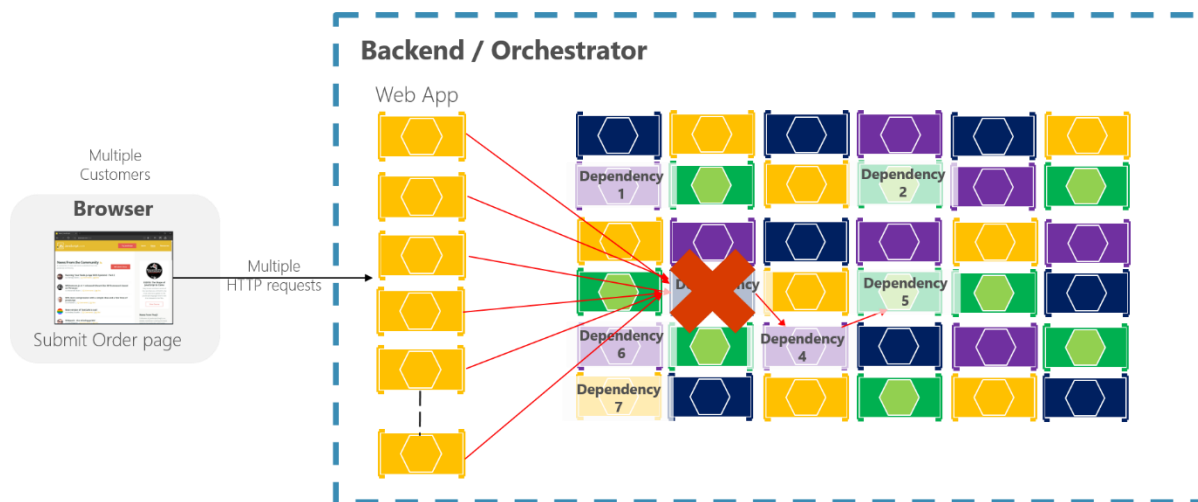 Backend / Orchestrator
Web App
Multiple
Customers
Browser
Submit Order page
Multiple
HTTP requests
Dependency
1
Dependency
2
Dependency
5
Dependency
6
Dependency
4
Dependency
7